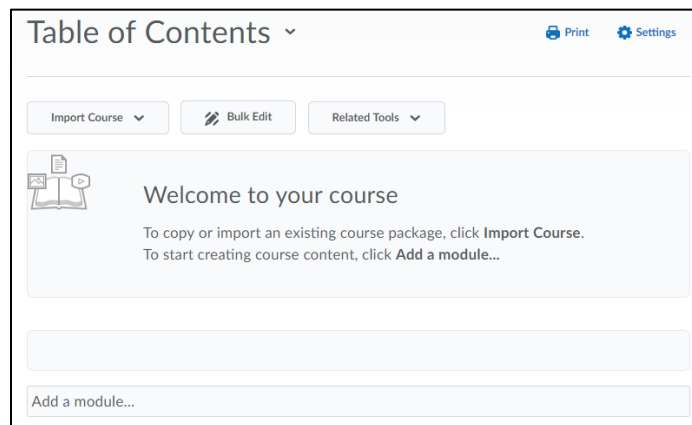 Table of Contents
Print
Settings
Import Course
Bulk Edit
Related Tools
Welcome to your course
To copy or import an existing course package, click Import Course.
To start creating course content, click Add a module...
Add a module...